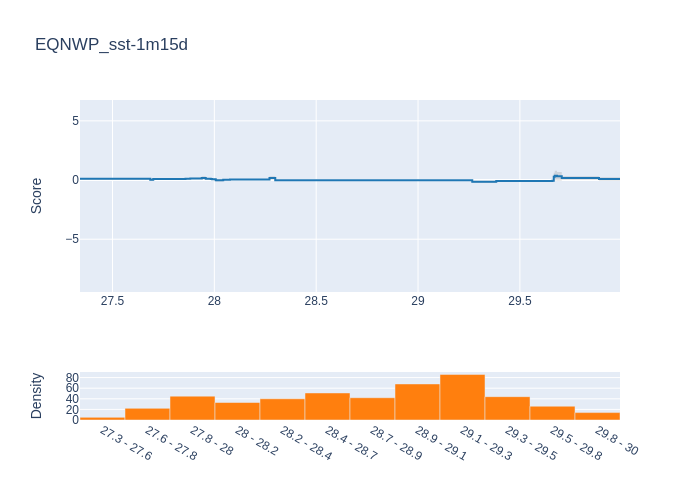 EQNWP_sst-1m15d
Score
5
0
−5
27.5 28 28.5 29 29.5
Density
80
60
40
20
0
27.3 - 27.6
27.6 - 27.8
27.8 - 28
28 - 28.2
28.2 - 28.4
28.4 - 28.7
28.7 - 28.9
28.9 - 29.1
29.1 - 29.3
29.3 - 29.5
29.5 - 29.8
29.8 - 30